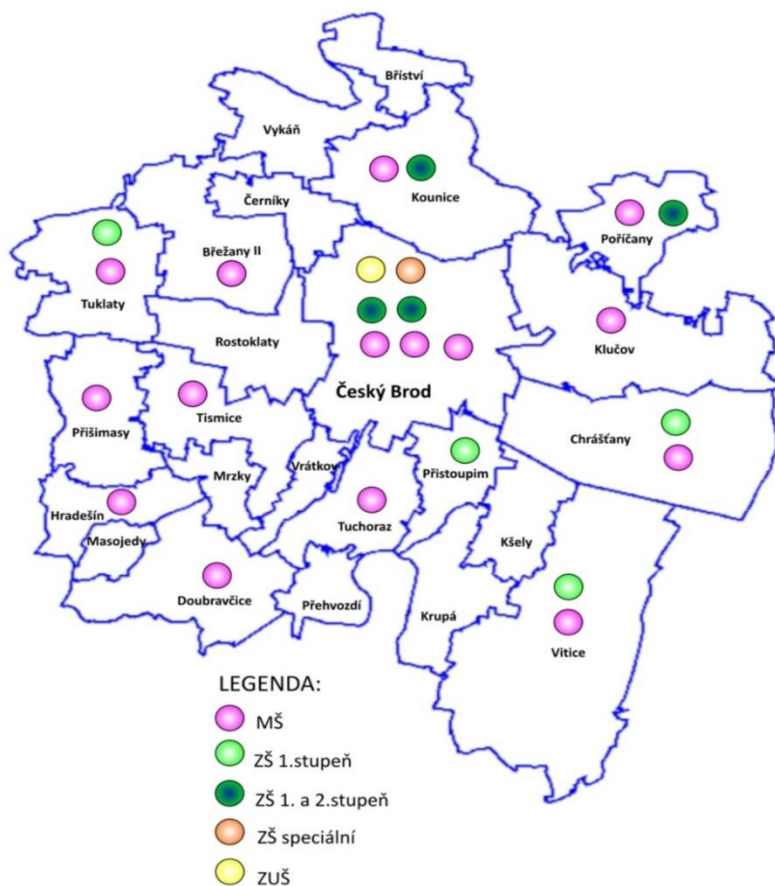 Bříství
Vykáň
Kounice
Černíky
Poříčany
Břežany II
Tuklaty
Rostoklaty
Klučov
Český Brod
Přišimasy
Tismice
Chrášťany
Přistoupim
Vrátkov
Mrzky
Hradešín
Tuchoraz
Masojedy
Kšely
Doubravčice
Přehvozdí
Krupá
Vitice
LEGENDA:
MŠ
ZŠ 1.stupeň
ZŠ 1. a 2.stupeň
ZŠ speciální
ZUŠ